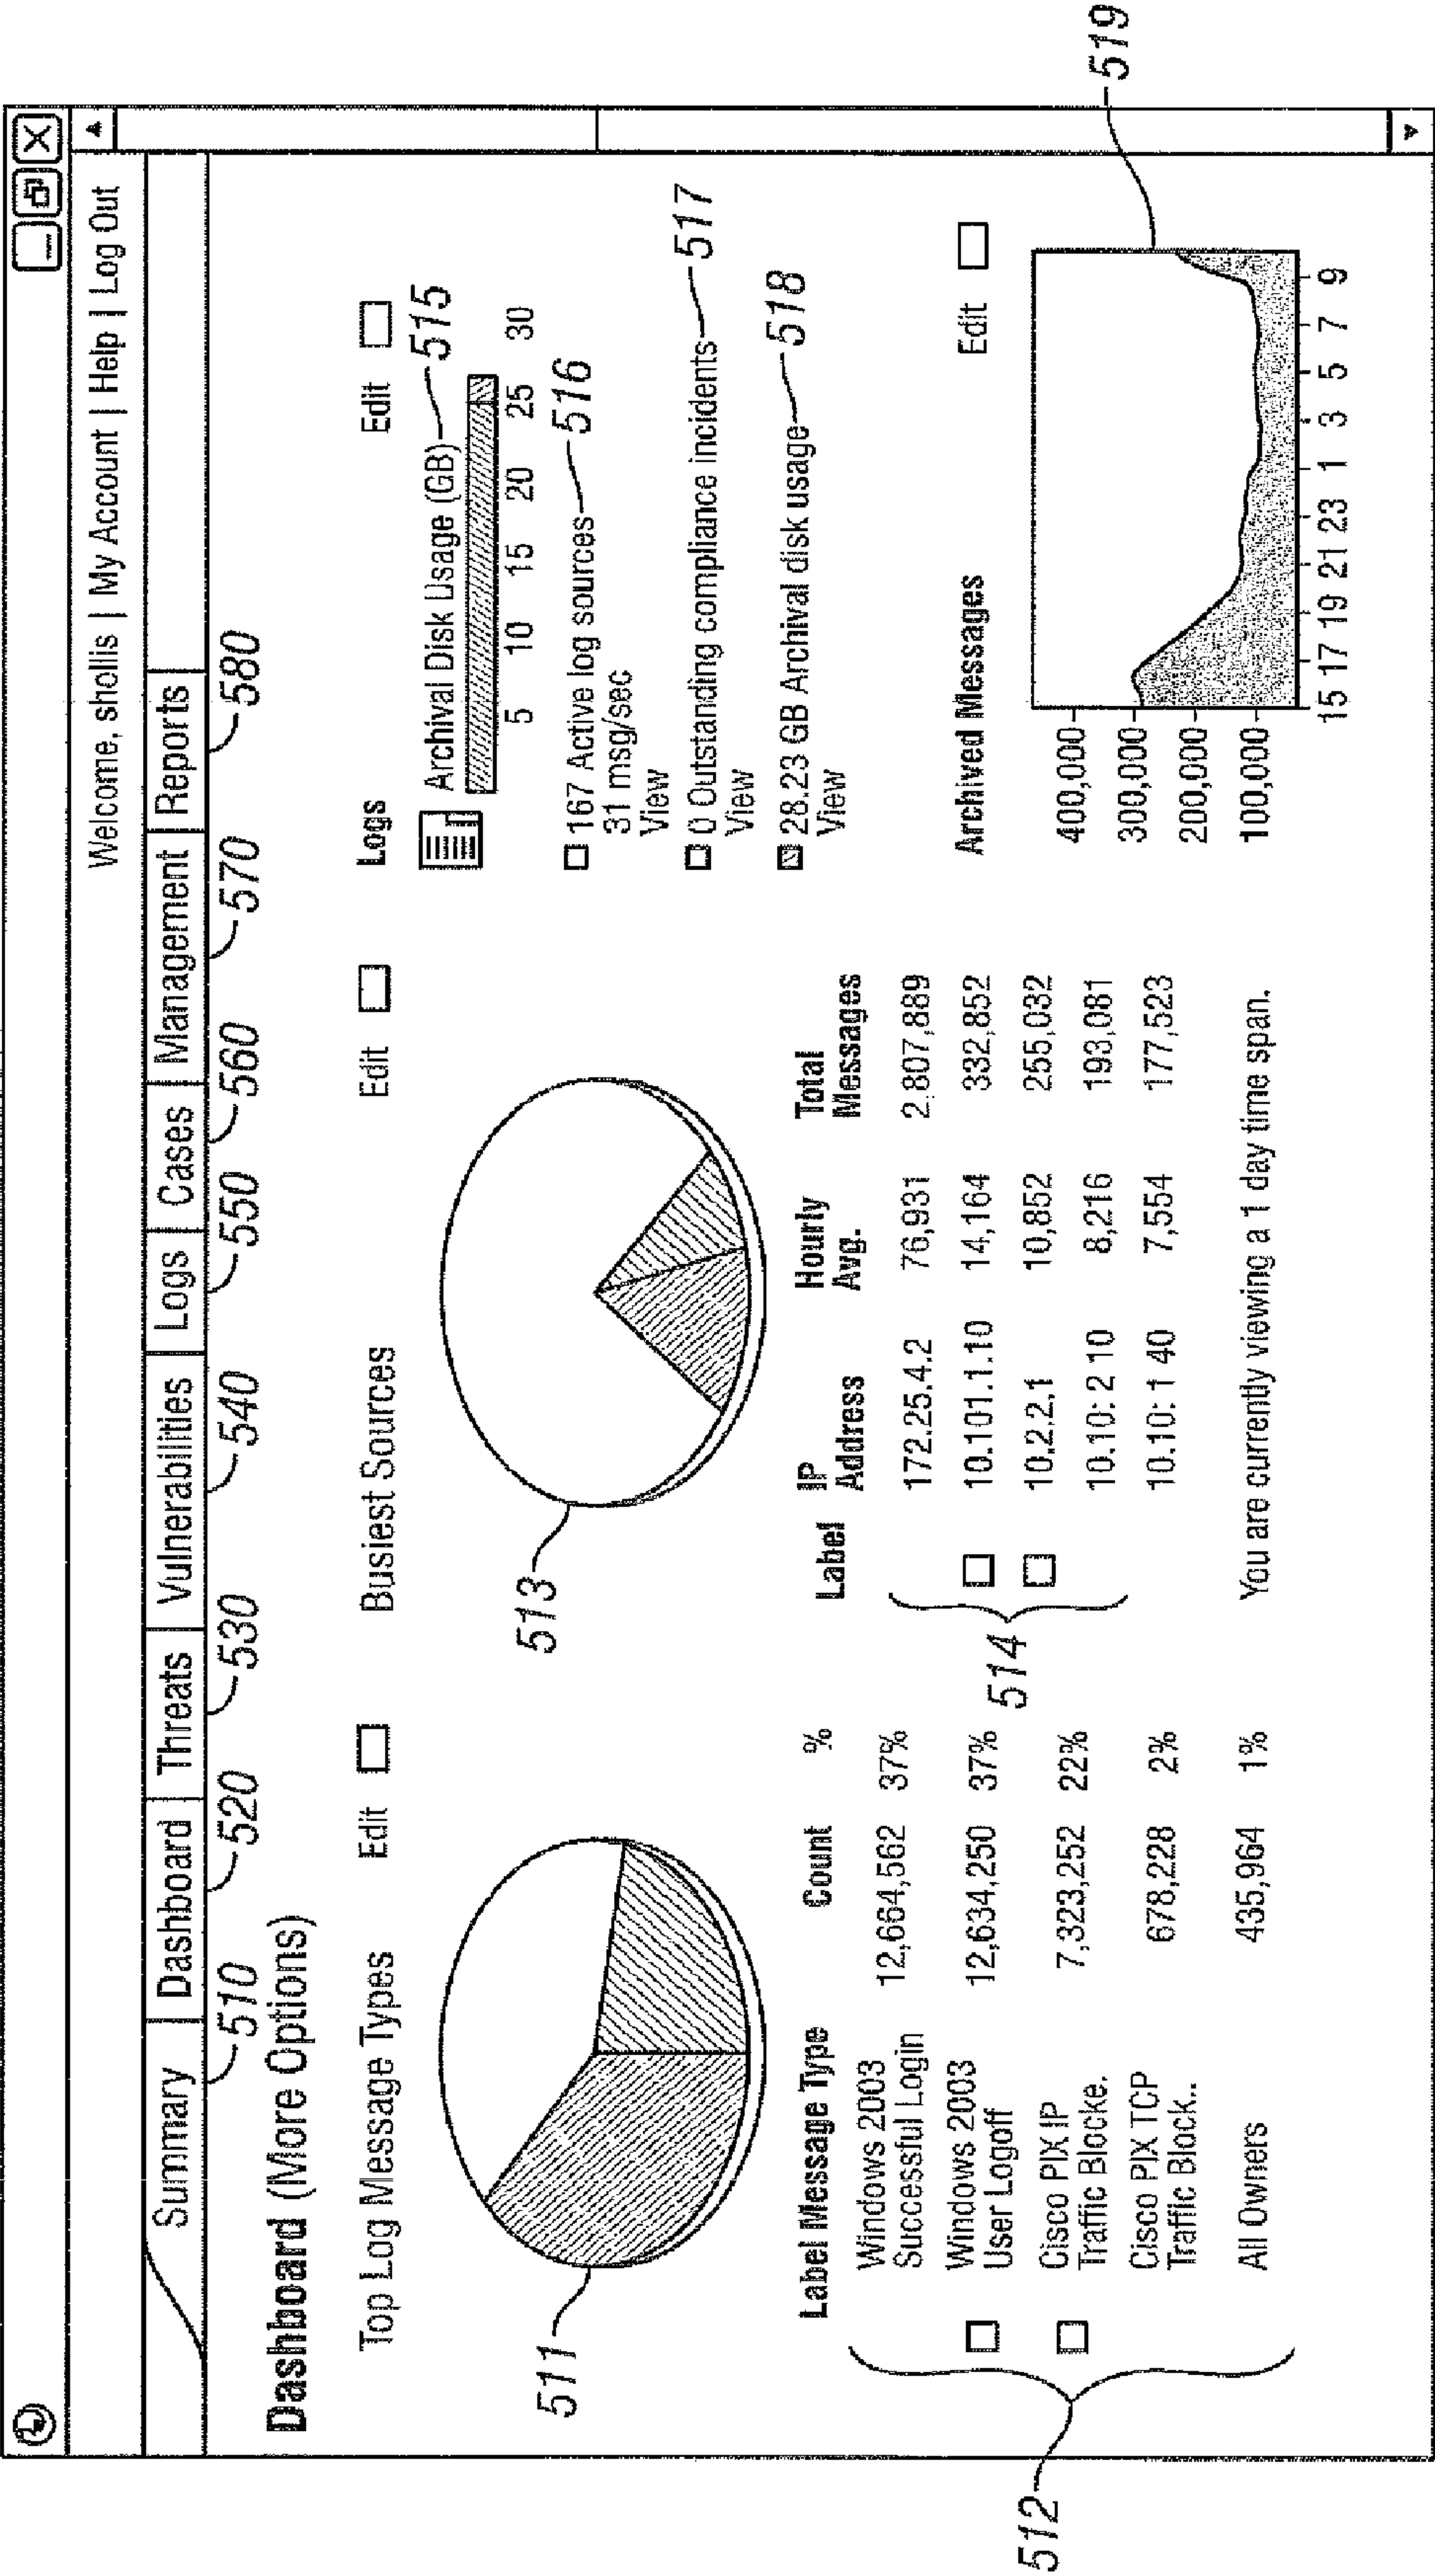 Welcome, shollis | My Account | Help | Log Out
Summary | Dashboard | Threats | Vulnerabilities | Logs | Cases | Management | Reports
510 520 530 540 550 560 570 580
Dashboard (More Options)
Top Log Message Types Edit
511
Label Message Type Count %
Windows 2003 Successful Login 12,664,562 37%
Windows 2003 User Logoff 12,634,250 37%
Cisco PIX IP Traffic Blocke. 7,323,252 22%
Cisco PIX TCP Traffic Block.. 678,228 2%
All Owners 435,964 1%
512
Busiest Sources Edit
513
Label IP Address Hourly Avg. Total Messages
172.25.4.2 76,931 2,807,889
10.101.1.10 14,164 332,852
10.2.2.1 10,852 255,032
10.10: 2 10 8,216 193,081
10.10: 1 40 7,554 177,523
514
You are currently viewing a 1 day time span.
Logs Edit
Archival Disk Usage (GB) 515
5 10 15 20 25 30
167 Active log sources 516
31 msg/sec
View
0 Outstanding compliance incidents 517
View
28.23 GB Archival disk usage 518
View
Archived Messages Edit
519
400,000
300,000
200,000
100,000
15 17 19 21 23 1 3 5 7 9